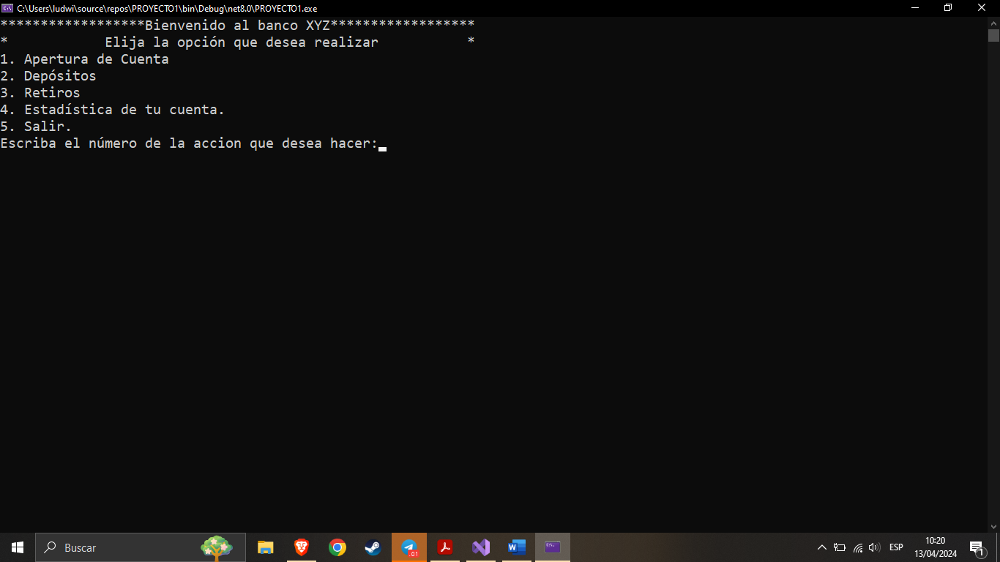 C:\Users\ludwi\source\repos\PROYECTO1\bin\Debug\net8.0\PROYECTO1.exe
******************Bienvenido al banco XYZ******************
*            Elija la opción que desea realizar           *
1. Apertura de Cuenta
2. Depósitos
3. Retiros
4. Estadística de tu cuenta.
5. Salir.
Escriba el número de la accion que desea hacer:
Buscar
.01
ESP
10:20
13/04/2024
1